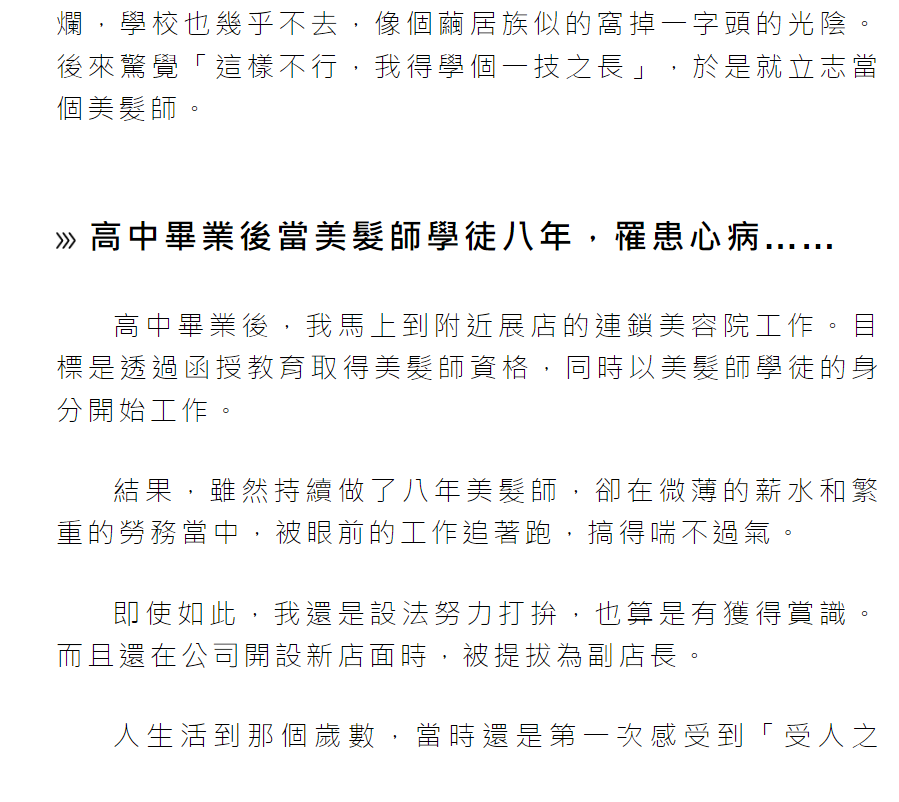 爛，學校也幾乎不去，像個繭居族似的窩掉一字頭的光陰。
後來驚覺「這樣不行，我得學個一技之長」，於是就立志當
個美髮師。
»› 高中畢業後當美髮師學徒八年，罹患心病……
高中畢業後，我馬上到附近展店的連鎖美容院工作。目
標是透過函授教育取得美髮師資格，同時以美髮師學徒的身
分開始工作。
結果，雖然持續做了八年美髮師，卻在微薄的薪水和繁
重的勞務當中，被眼前的工作追著跑，搞得喘不過氣。
即使如此，我還是設法努力打拚，也算是有獲得賞識。
而且還在公司開設新店面時，被提拔為副店長。
人生活到那個歲數，當時還是第一次感受到「受人之